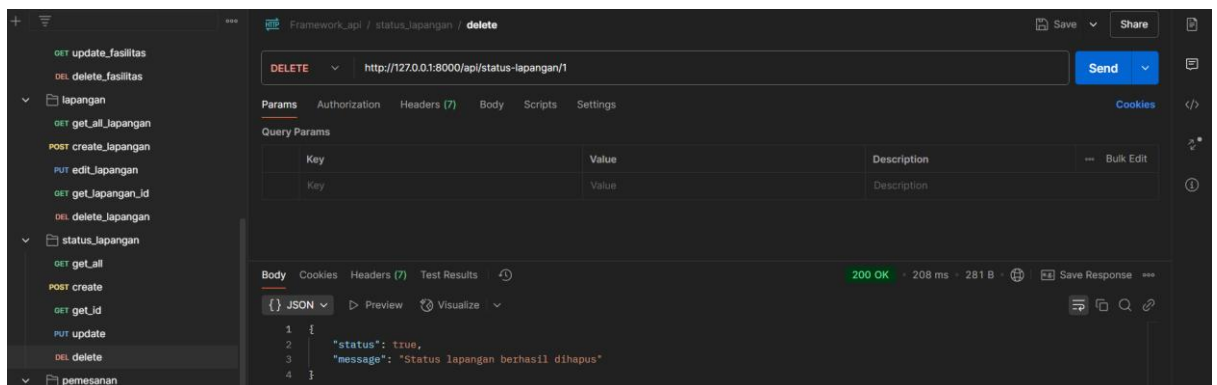 GET update_fasilitas
DEL delete_fasilitas
lapangan
GET get_all_lapangan
POST create_lapangan
PUT edit_lapangan
GET get_lapangan_id
DEL delete_lapangan
status_lapangan
GET get_all
POST create
GET get_id
PUT update
DEL delete
pemesanan
HTTP Framework_api / status_lapangan / delete
Save Share
DELETE http://127.0.0.1:8000/api/status-lapangan/1 Send
Params Authorization Headers (7) Body Scripts Settings Cookies
Query Params
Key Value Description Bulk Edit
Key Value Description
Body Cookies Headers (7) Test Results 200 OK 208 ms 281 B Save Response
{} JSON Preview Visualize
1 {
2 "status": true,
3 "message": "Status lapangan berhasil dihapus"
4 }